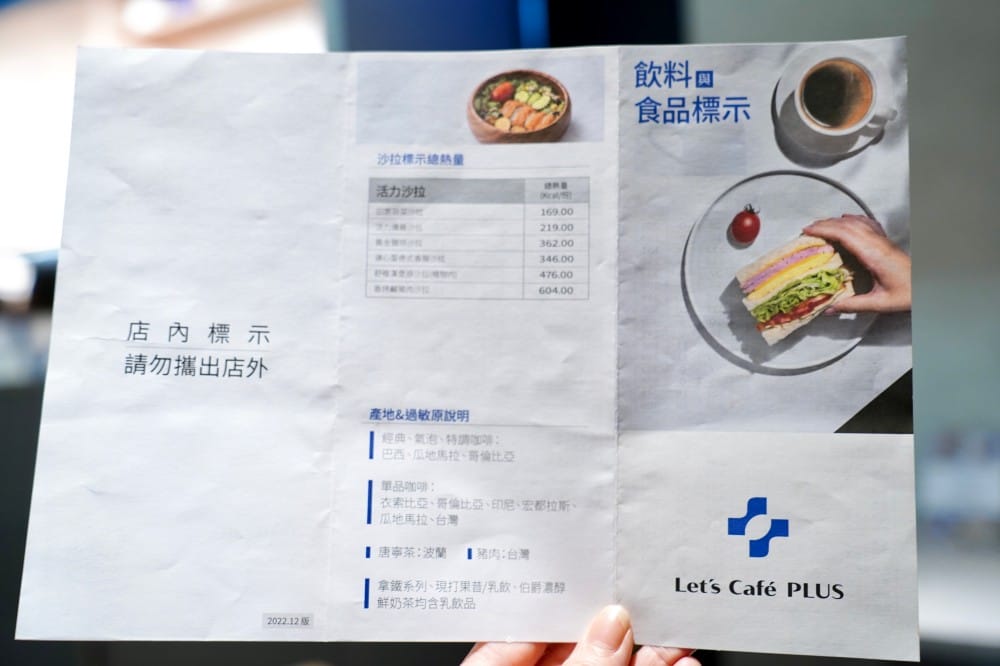 店內標示
請勿攜出店外
2022.12 版
沙拉標示總熱量
活力沙拉 總熱量
(Kcal/份)
169.00
219.00
362.00
346.00
476.00
604.00
產地&過敏原說明
經典、氣泡、特調咖啡：
巴西、瓜地馬拉、哥倫比亞
單品咖啡：
衣索比亞、哥倫比亞、印尼、宏都拉斯、
瓜地馬拉、台灣
唐寧茶：波蘭 豬肉：台灣
拿鐵系列、現打果昔/乳飲、伯爵濃醇
鮮奶茶均含乳飲品
飲料與
食品標示
Let's Café PLUS